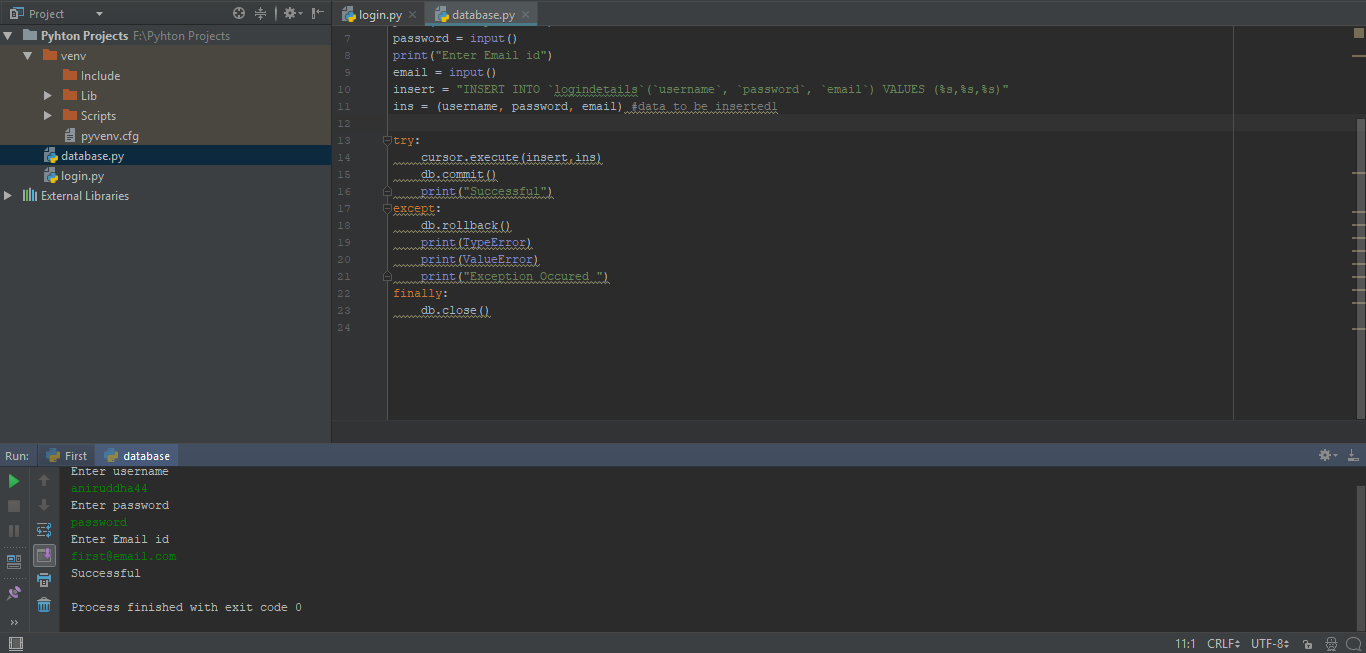 Project
login.py
database.py
Pyhton Projects F:\Pyhton Projects
venv
Include
Lib
Scripts
pyvenv.cfg
database.py
login.py
External Libraries
7 password = input()
8 print("Enter Email id")
9 email = input()
10 insert = "INSERT INTO `logindetails`(`username`, `password`, `email`) VALUES (%s,%s,%s)"
11 ins = (username, password, email) #data to be insertedl
12
13 try:
14 cursor.execute(insert,ins)
15 db.commit()
16 print("Successful")
17 except:
18 db.rollback()
19 print(TypeError)
20 print(ValueError)
21 print("Exception Occured ")
22 finally:
23 db.close()
24
Run: First database
Enter username
aniruddha44
Enter password
password
Enter Email id
first@email.com
Successful
Process finished with exit code 0
11:1 CRLF UTF-8